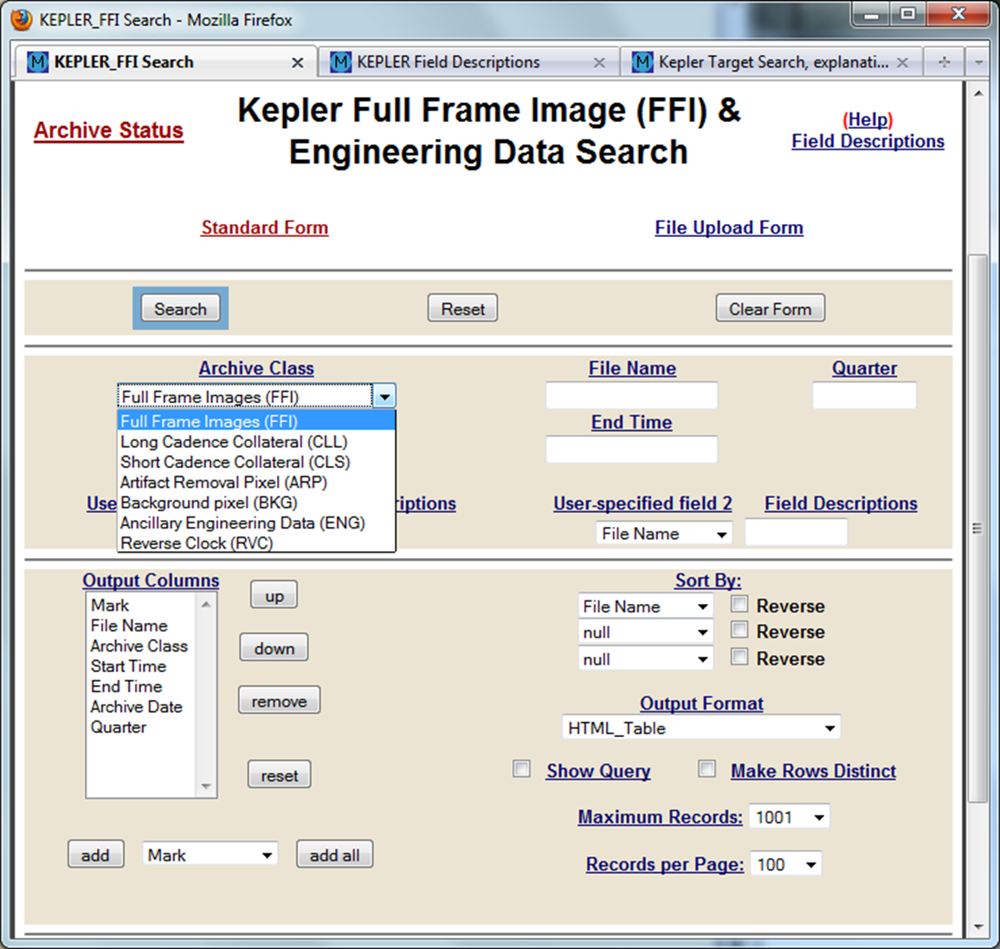 KEPLER_FFI Search - Mozilla Firefox
KEPLER_FFI Search
KEPLER Field Descriptions
Kepler Target Search, explanati...
Archive Status
Kepler Full Frame Image (FFI) &
Engineering Data Search
(Help)
Field Descriptions
Standard Form
File Upload Form
Search
Reset
Clear Form
Archive Class
File Name
Quarter
Full Frame Images (FFI)
Full Frame Images (FFI)
Long Cadence Collateral (CLL)
Short Cadence Collateral (CLS)
Artifact Removal Pixel (ARP)
Background pixel (BKG)
Ancillary Engineering Data (ENG)
Reverse Clock (RVC)
End Time
Use
riptions
User-specified field 2
Field Descriptions
File Name
Output Columns
Mark
File Name
Archive Class
Start Time
End Time
Archive Date
Quarter
up
down
remove
reset
add
Mark
add all
Sort By:
File Name
Reverse
null
Reverse
null
Reverse
Output Format
HTML_Table
Show Query
Make Rows Distinct
Maximum Records:
1001
Records per Page:
100